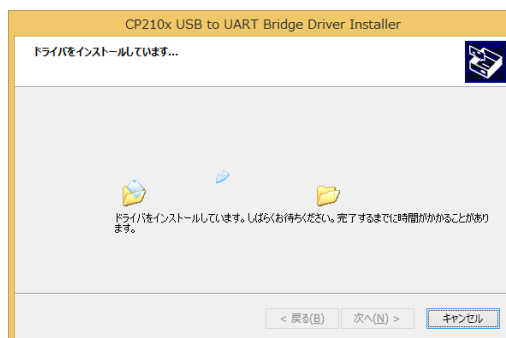 CP210x USB to UART Bridge Driver Installer
ドライバをインストールしています...
ドライバをインストールしています。しばらくお待ちください。完了するまでに時間がかかることがあり
ます。
< 戻る(B)
次へ(N) >
キャンセル